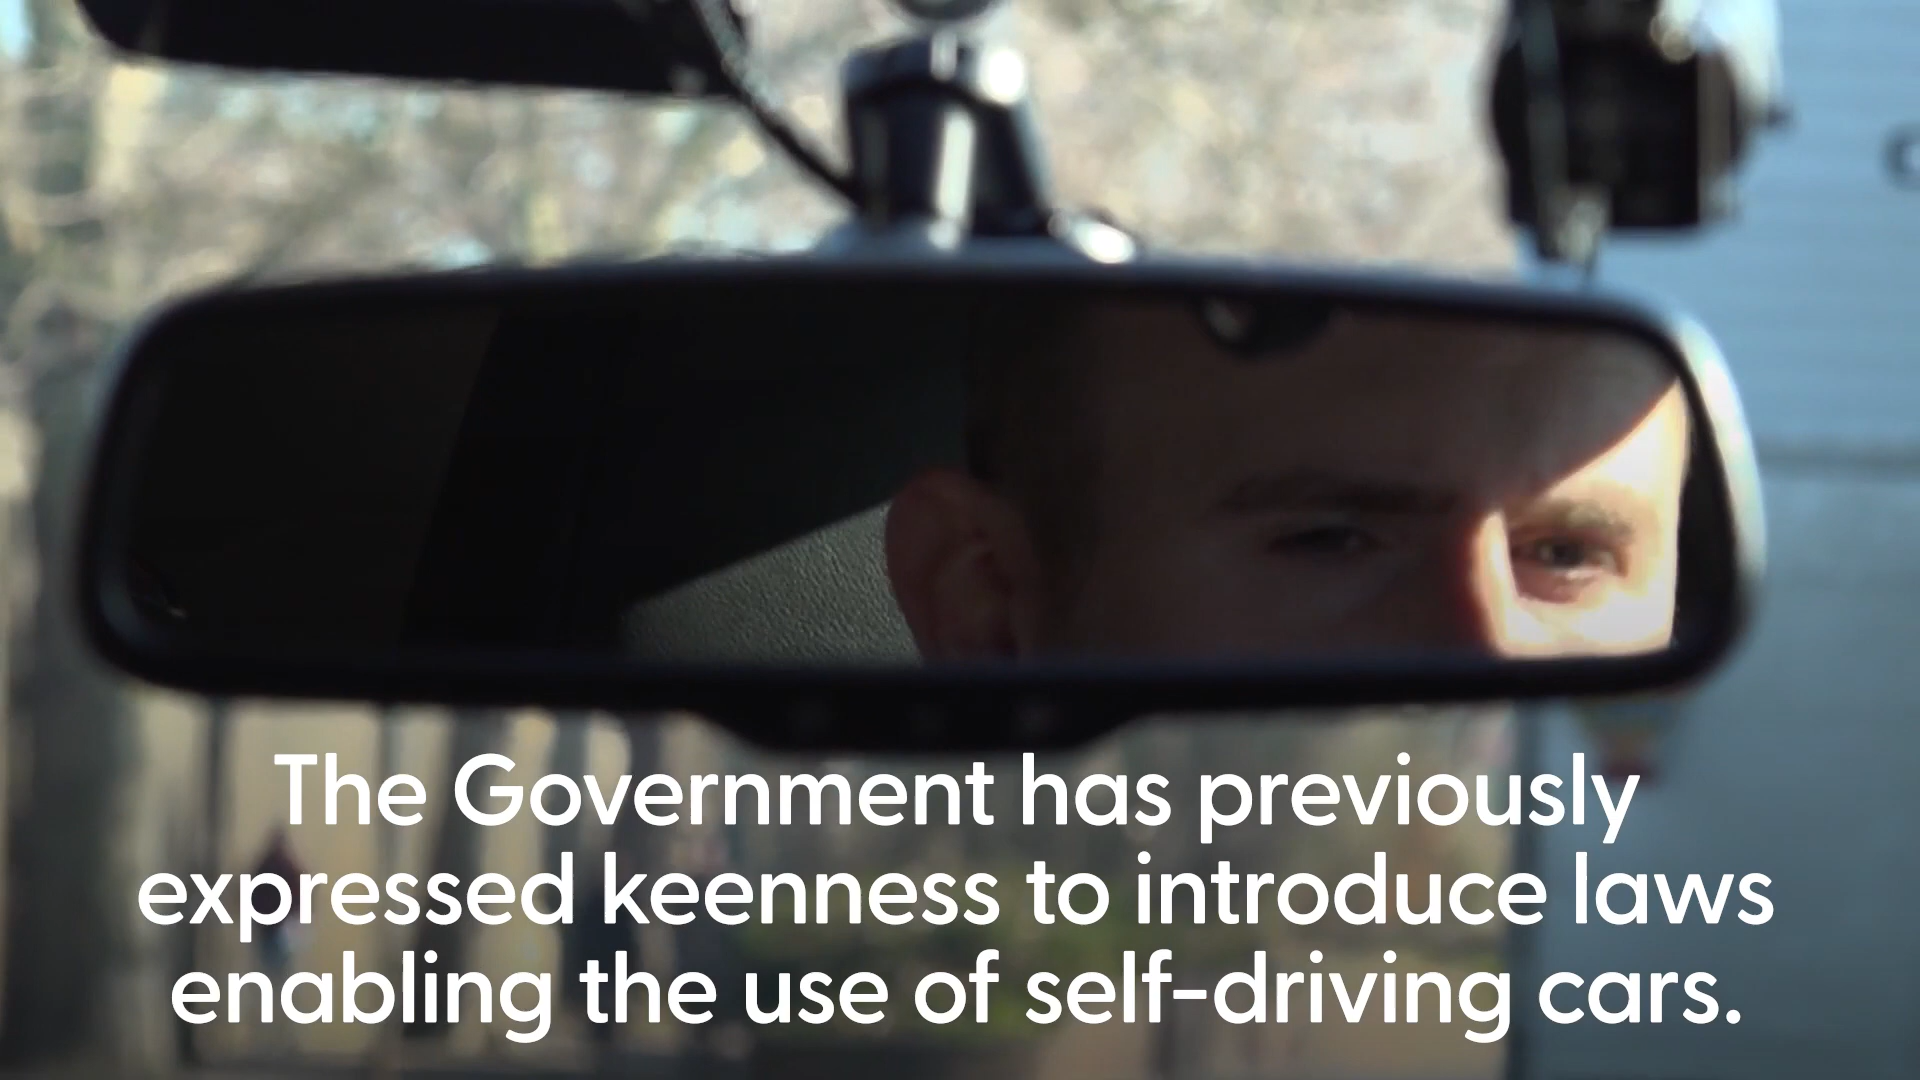 The Government has previously
expressed keenness to introduce laws
enabling the use of self-driving cars.